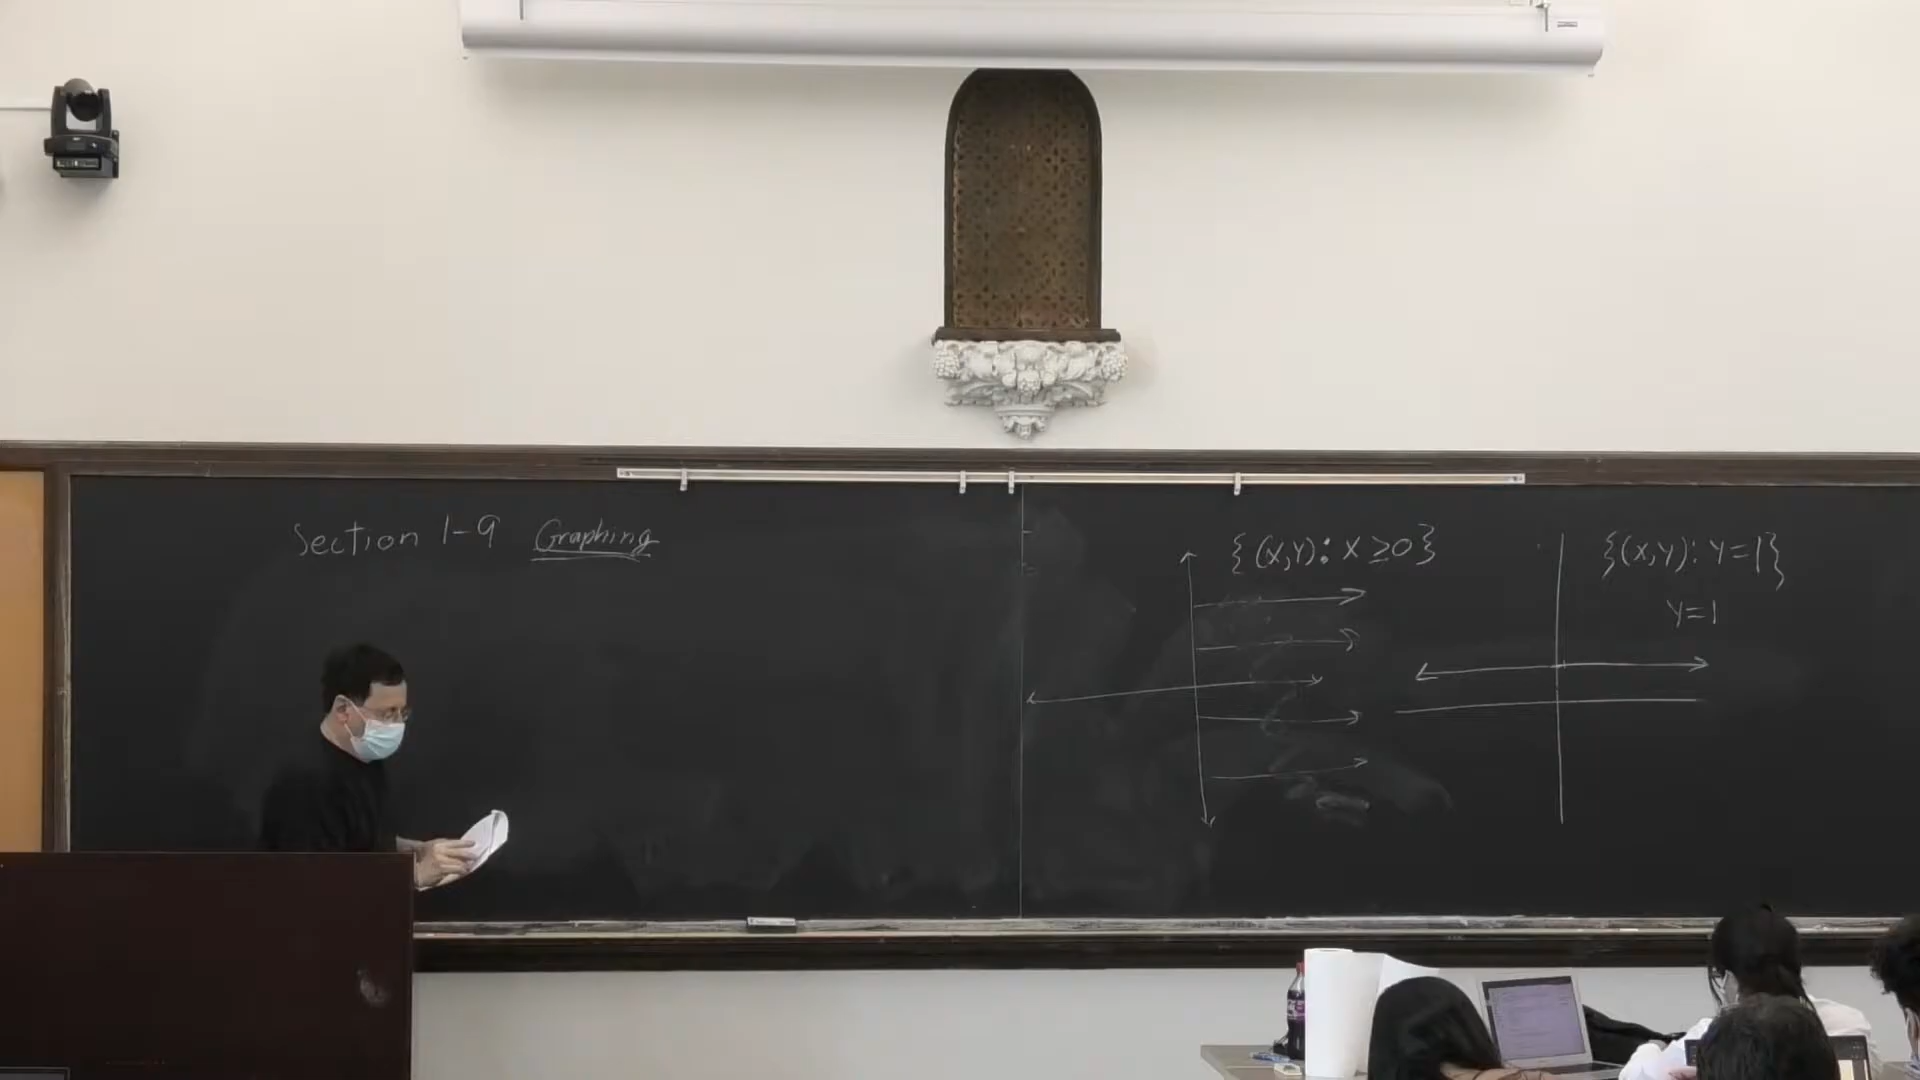 Section 1-9 Graphing
{(x,y): x ≥0}
{(x,y): y=1}
y=1